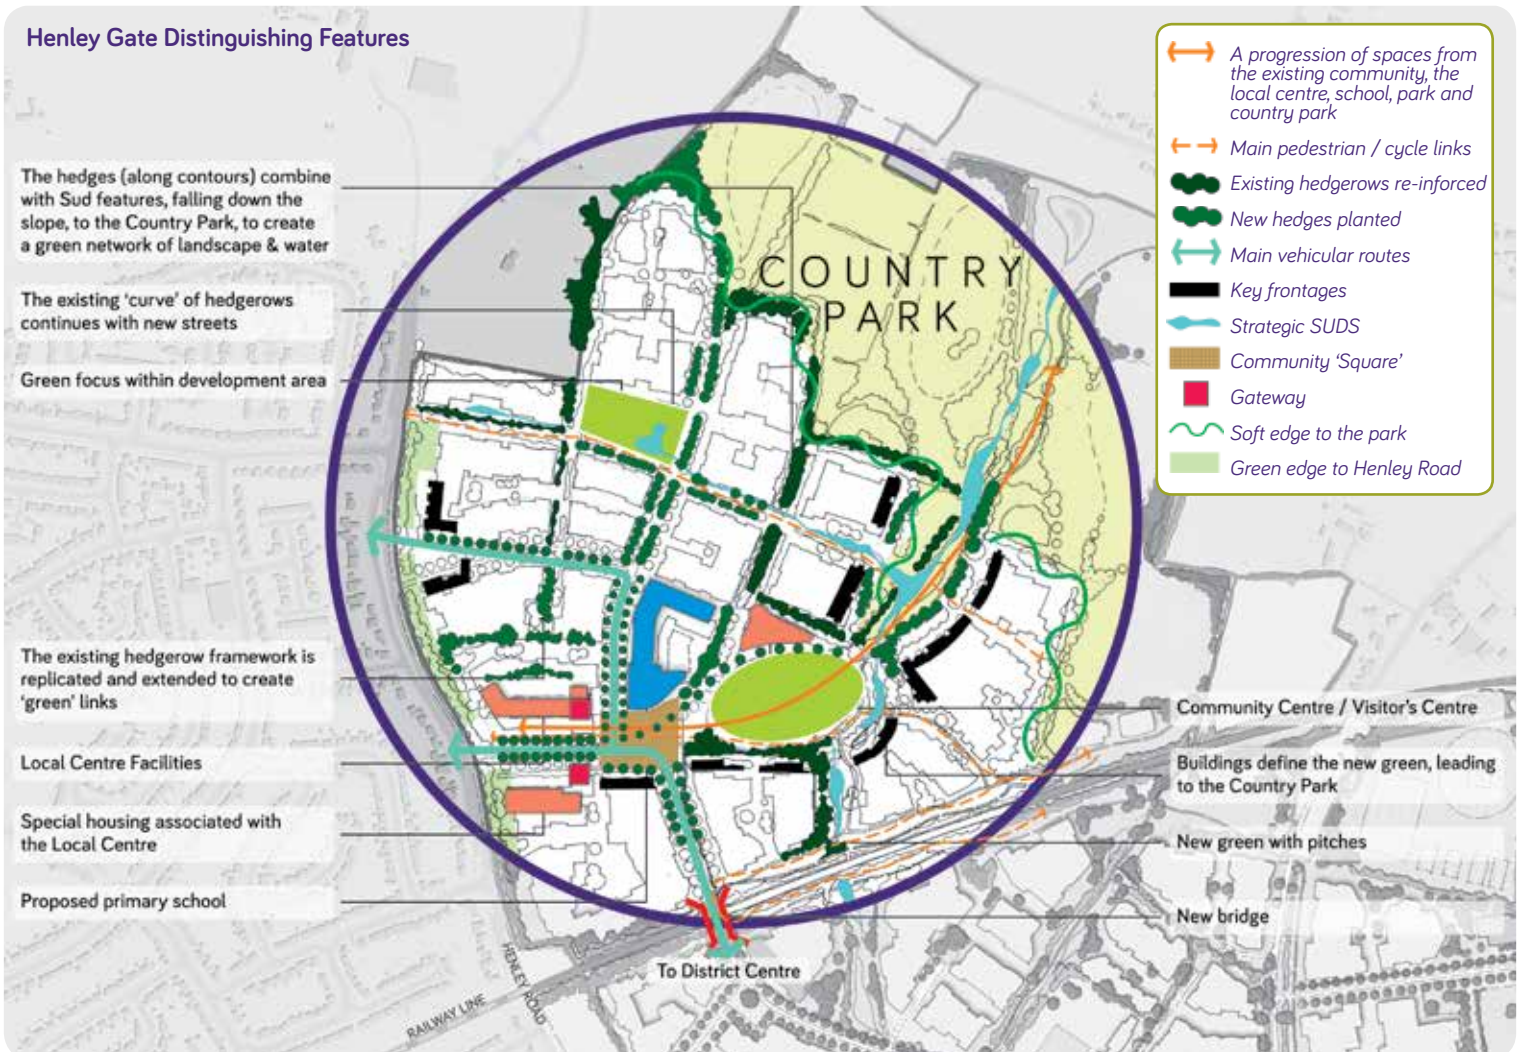 Henley Gate Distinguishing Features
The hedges (along contours) combine
with Sud features, falling down the
slope, to the Country Park, to create
a green network of landscape & water
The existing ‘curve’ of hedgerows
continues with new streets
Green focus within development area
The existing hedgerow framework is
replicated and extended to create
‘green’ links
Local Centre Facilities
Special housing associated with
the Local Centre
Proposed primary school
COUNTRY
PARK
A progression of spaces from
the existing community, the
local centre, school, park and
country park
Main pedestrian / cycle links
Existing hedgerows re-inforced
New hedges planted
Main vehicular routes
Key frontages
Strategic SUDS
Community ‘Square’
Gateway
Soft edge to the park
Green edge to Henley Road
Community Centre / Visitor’s Centre
Buildings define the new green, leading
to the Country Park
New green with pitches
New bridge
To District Centre
RAILWAY LINE
HENLEY ROAD